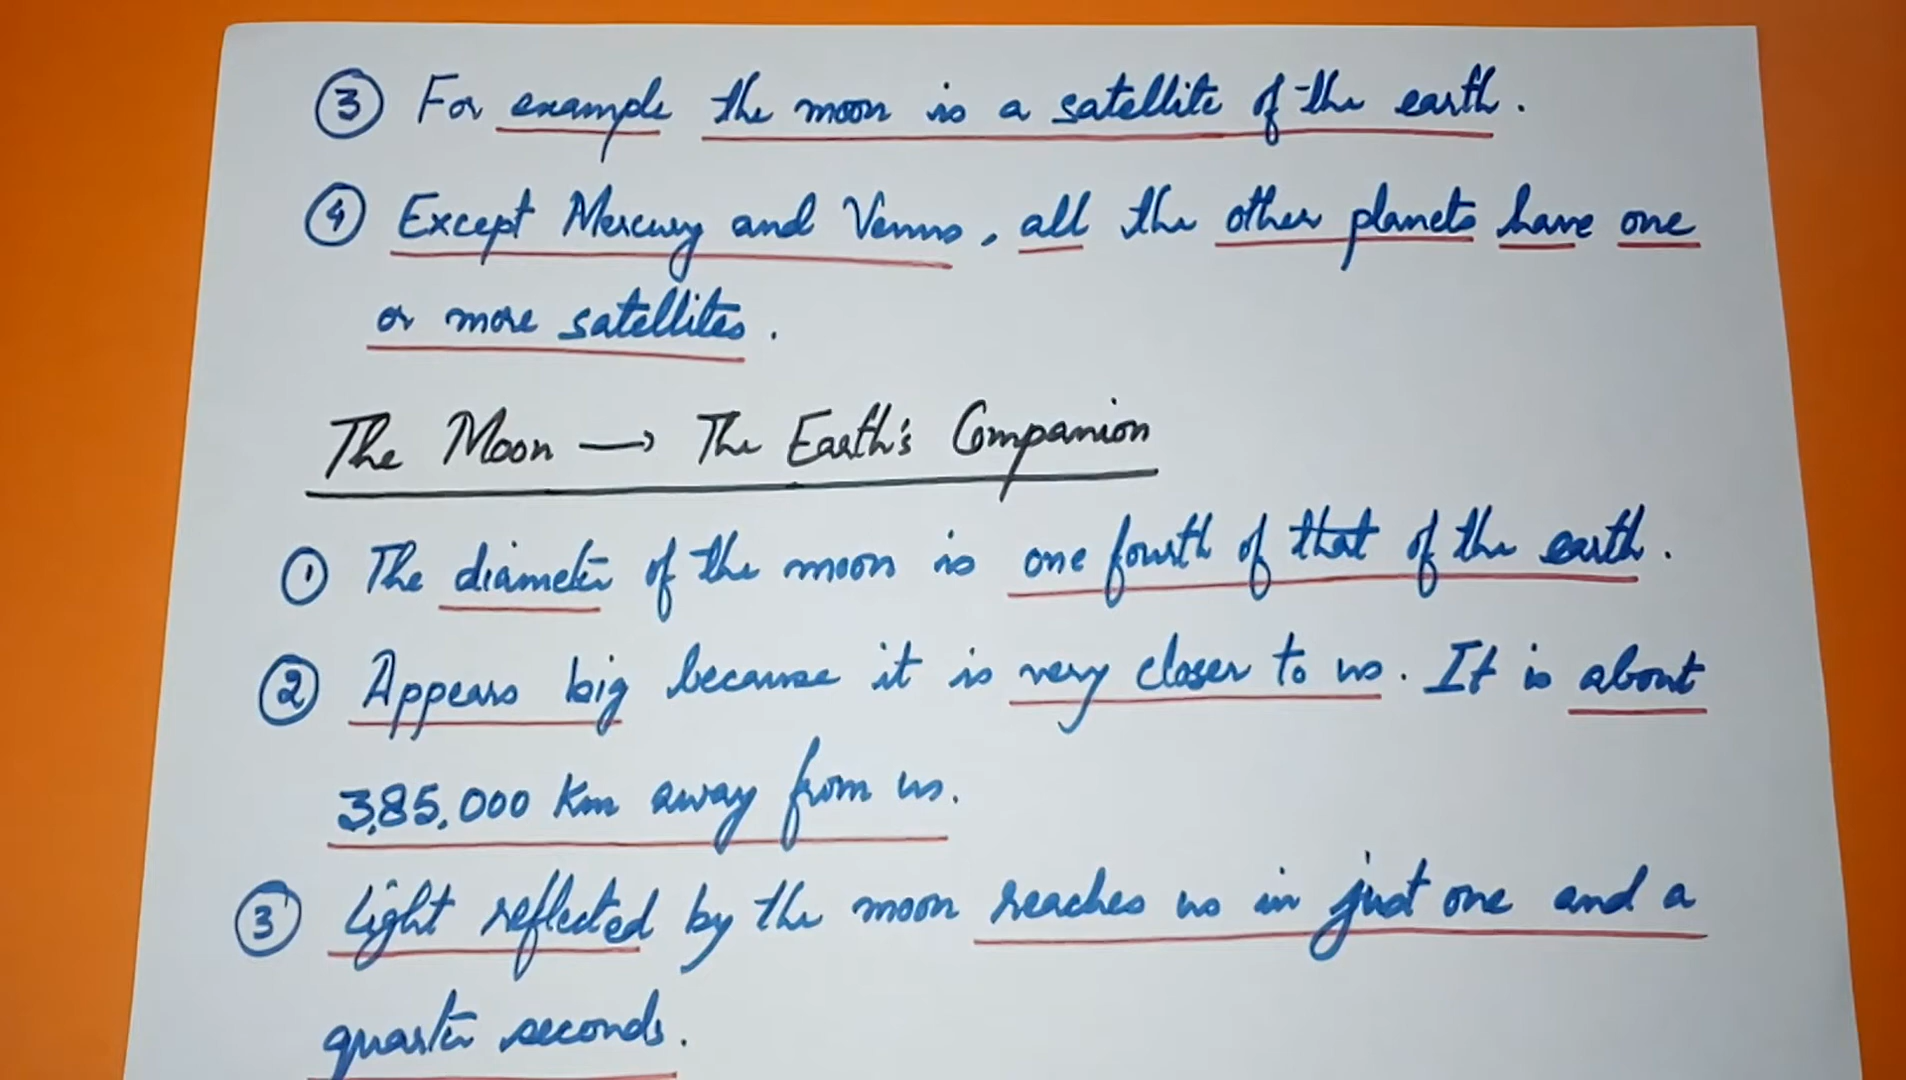 ③ For example the moon is a satellite of the earth.
④ Except Mercury and Venus, all the other planets have one
or more satellites.
The Moon → The Earth's Companion
① The diameter of the moon is one fourth of that of the earth.
② Appears big because it is very closer to us. It is about
3,85,000 Km away from us.
③ Light reflected by the moon reaches us in just one and a
quarter seconds.